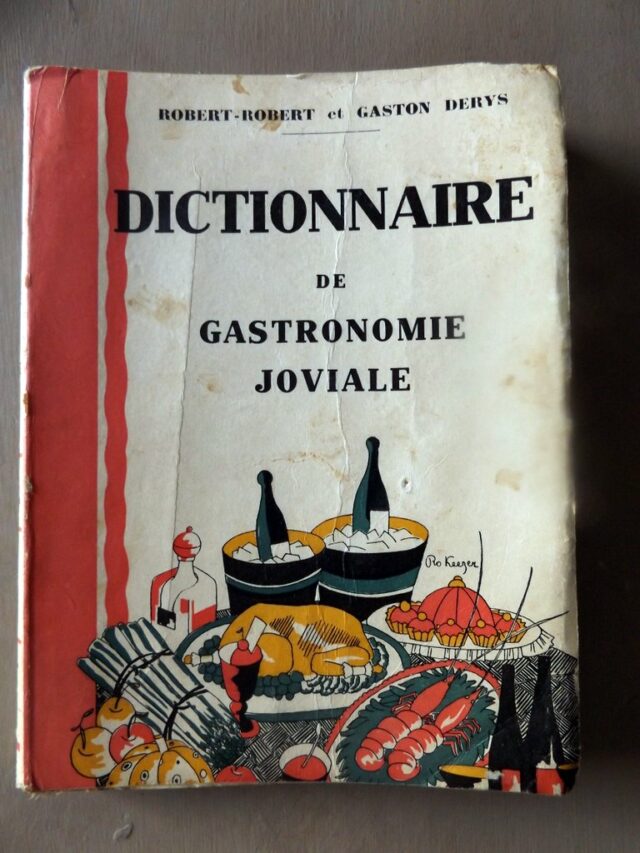 ROBERT-ROBERT et GASTON DERYS
DICTIONNAIRE
DE
GASTRONOMIE
JOVIALE
Ro Keezer